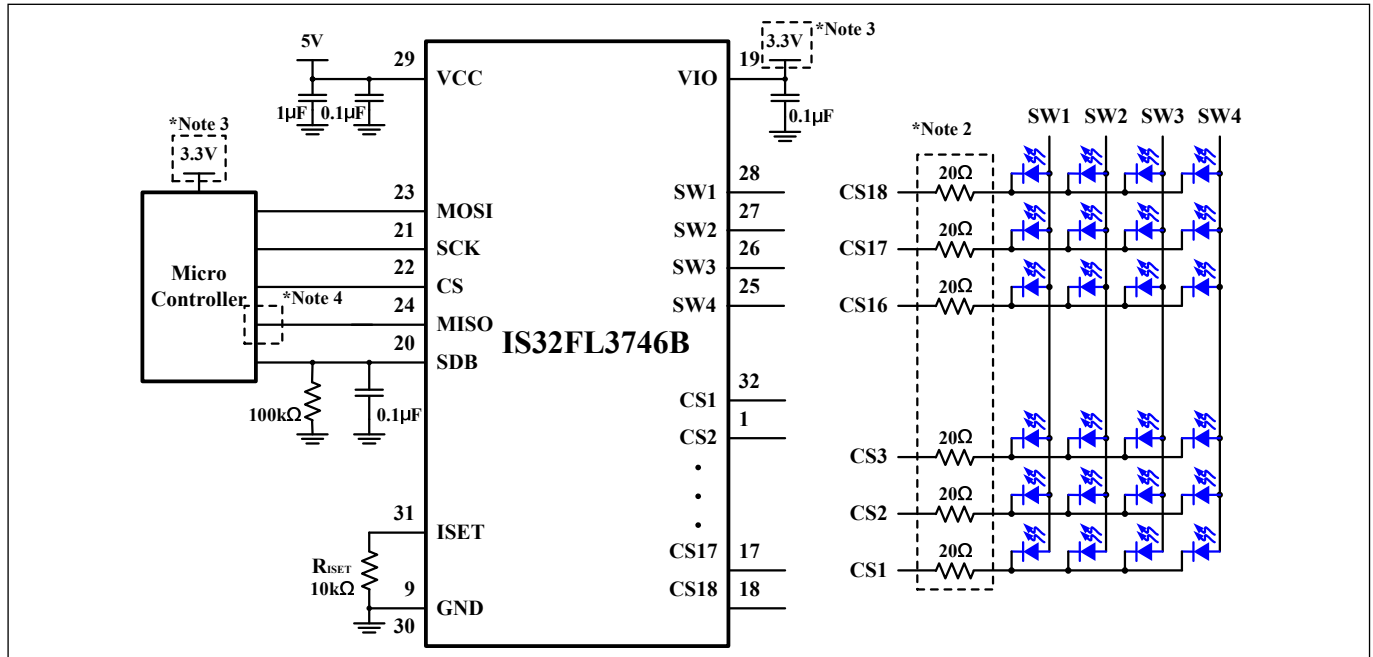 5V
29
VCC
1µF
0.1µF
*Note 3
3.3V
19
VIO
0.1µF
*Note 3
3.3V
Micro
Controller
*Note 4
23
MOSI
21
SCK
22
CS
24
MISO
20
SDB
100kΩ
0.1µF
31
ISET
RISET
10kΩ
9
GND
30
IS32FL3746B
28
SW1
27
SW2
26
SW3
25
SW4
32
CS1
1
CS2
17
CS17
18
CS18
*Note 2
SW1 SW2 SW3 SW4
CS18 20Ω
CS17 20Ω
CS16 20Ω
CS3 20Ω
CS2 20Ω
CS1 20Ω